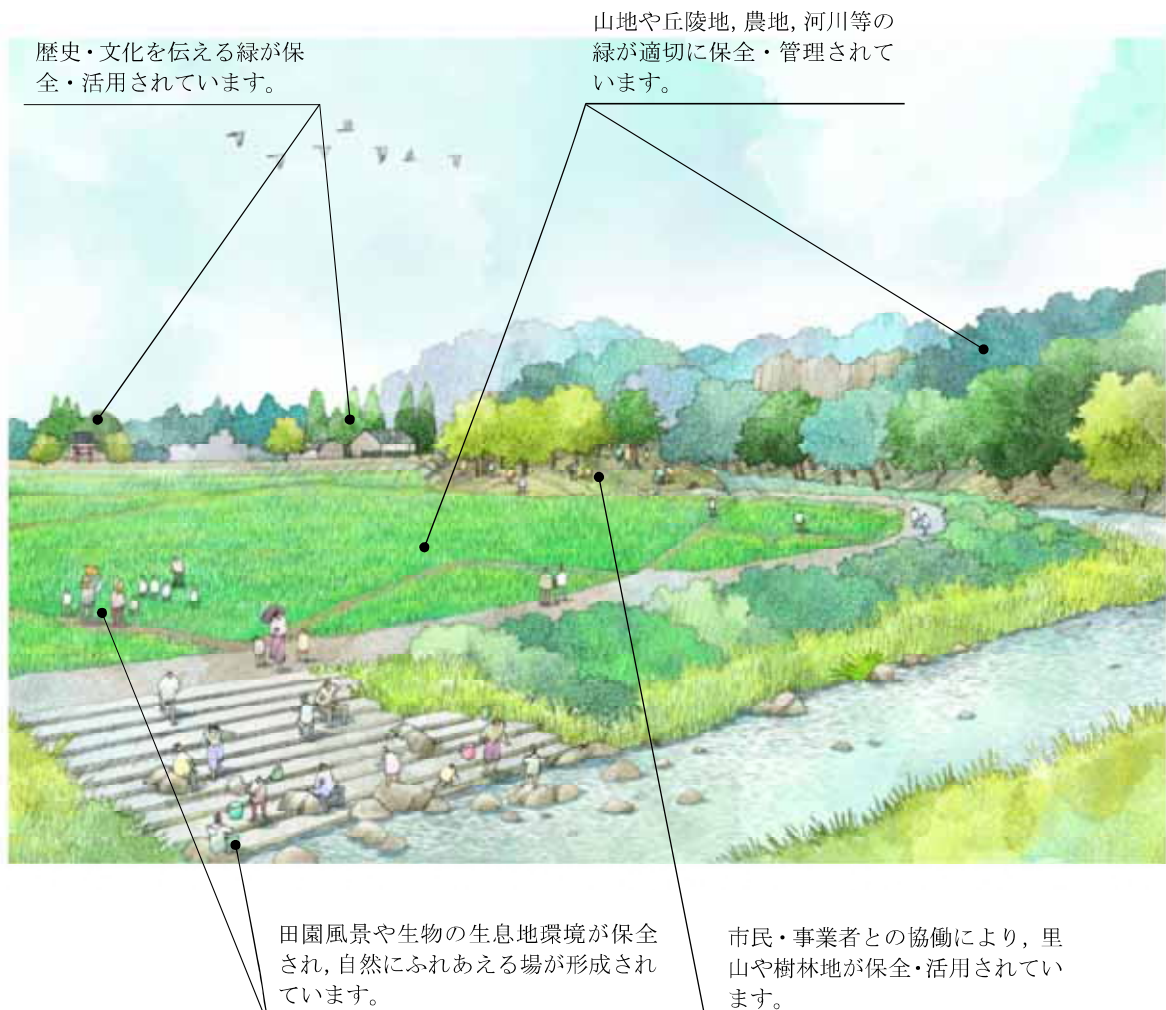 歴史・文化を伝える緑が保
全・活用されています。
山地や丘陵地,農地,河川等の
緑が適切に保全・管理されて
います。
田園風景や生物の生息地環境が保全
され,自然にふれあえる場が形成され
ています。
市民・事業者との協働により,里
山や樹林地が保全・活用されてい
ます。